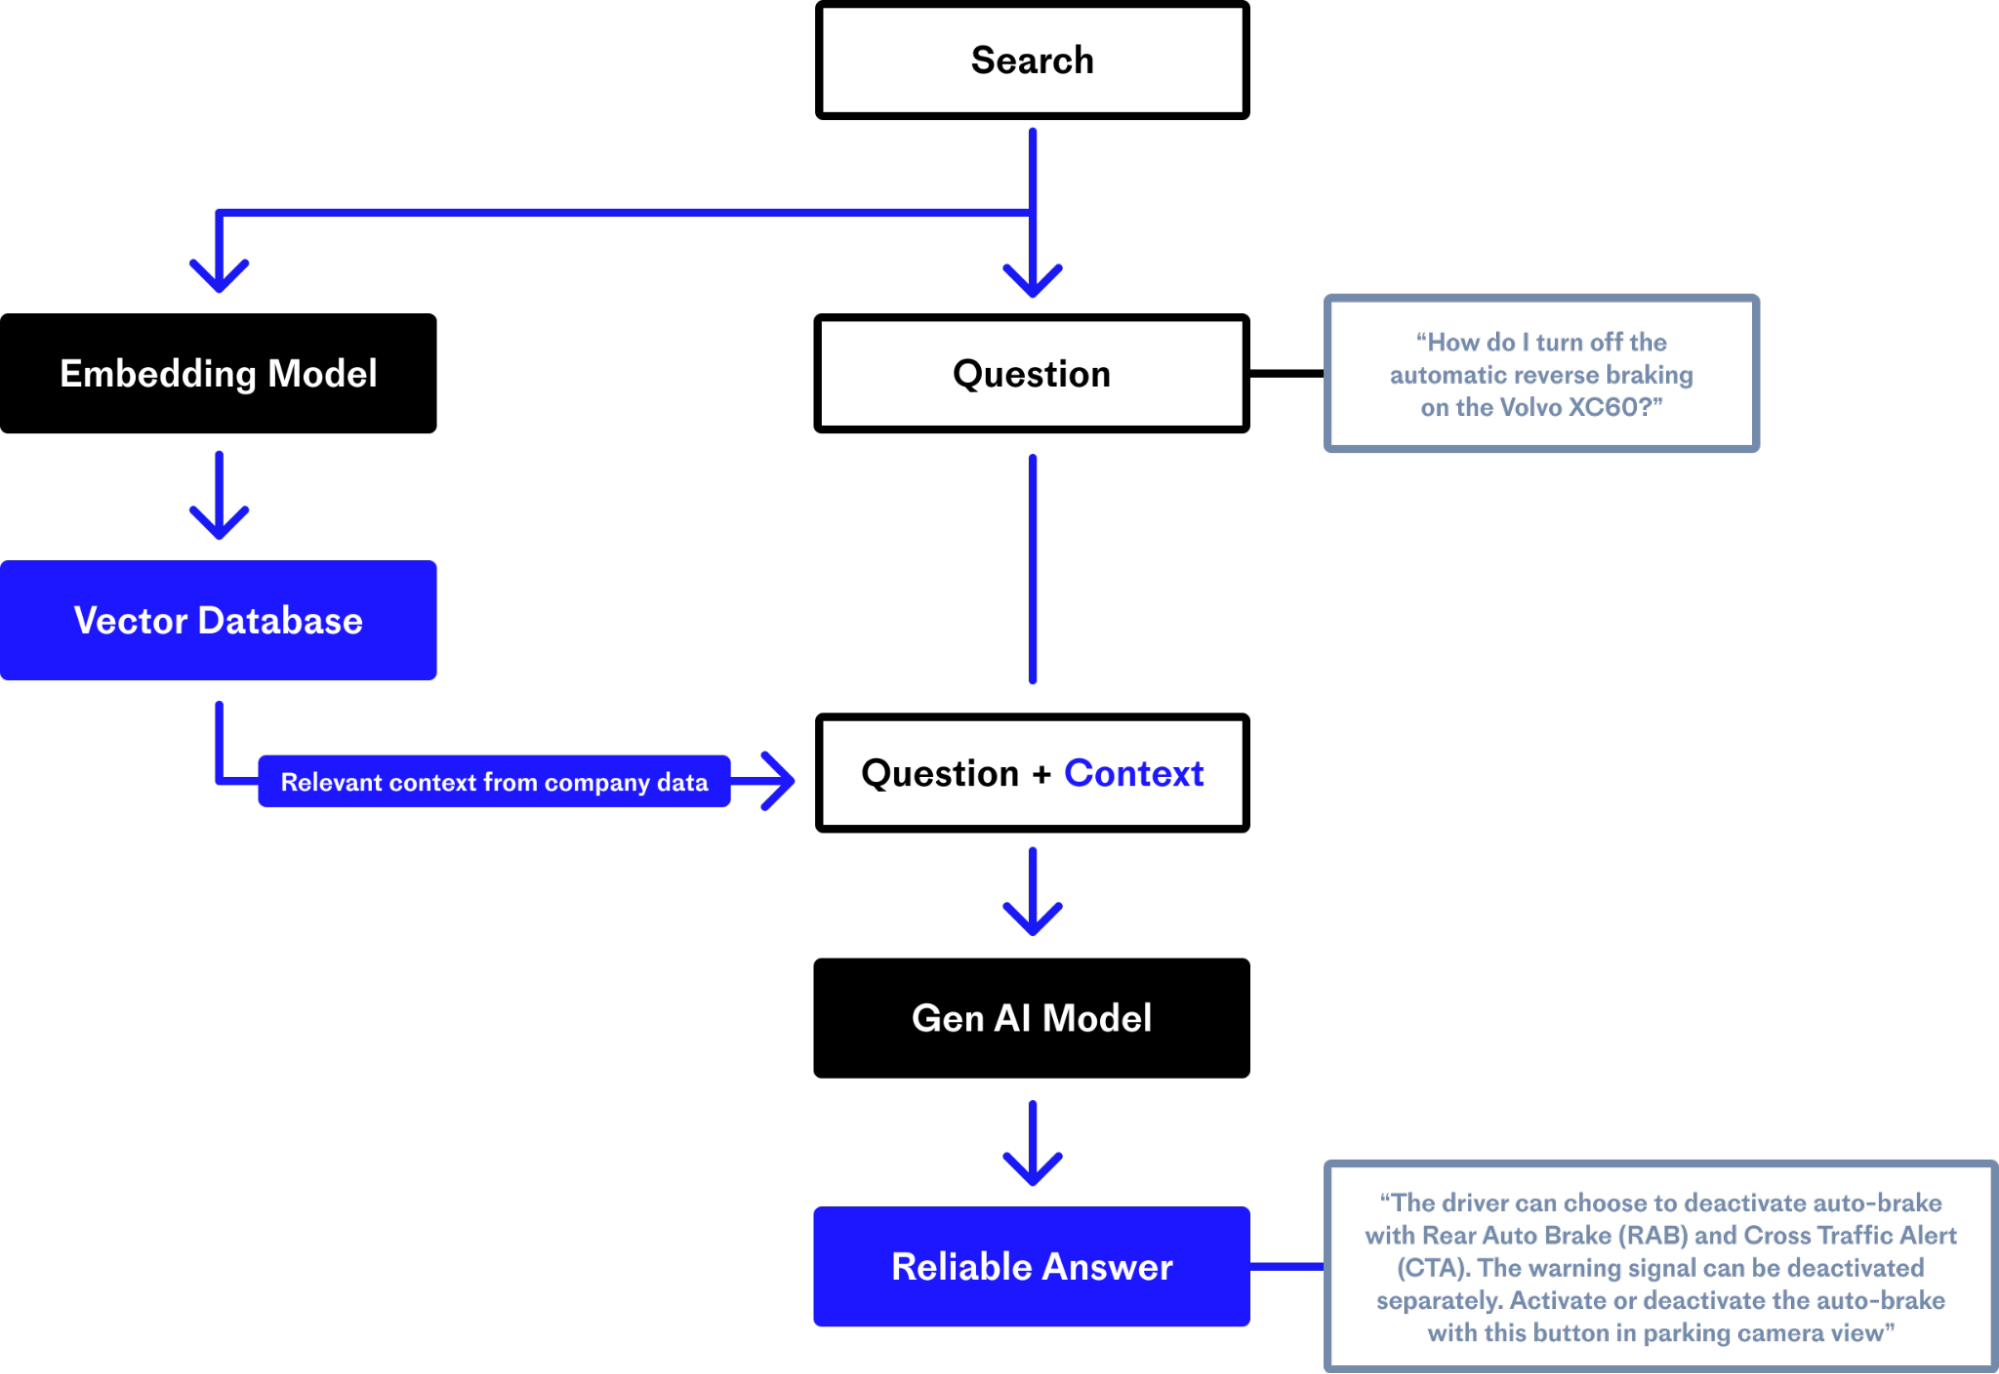 Search
Embedding Model
Question
“How do I turn off the
automatic reverse braking
on the Volvo XC60?”
Vector Database
Relevant context from company data
Question + Context
Gen AI Model
Reliable Answer
“The driver can choose to deactivate auto-brake
with Rear Auto Brake (RAB) and Cross Traffic Alert
(CTA). The warning signal can be deactivated
separately. Activate or deactivate the auto-brake
with this button in parking camera view”